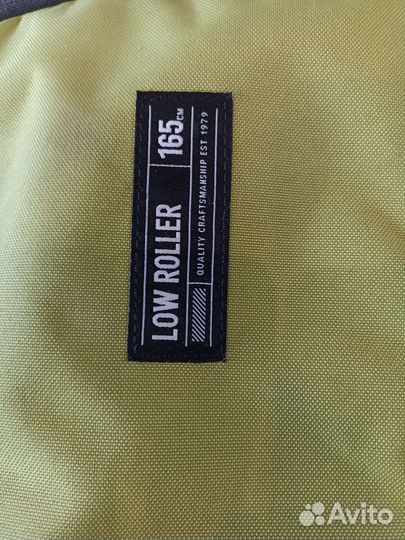 LOW ROLLER 165CM
QUALITY CRAFTSMANSHIP EST 1979
Avito